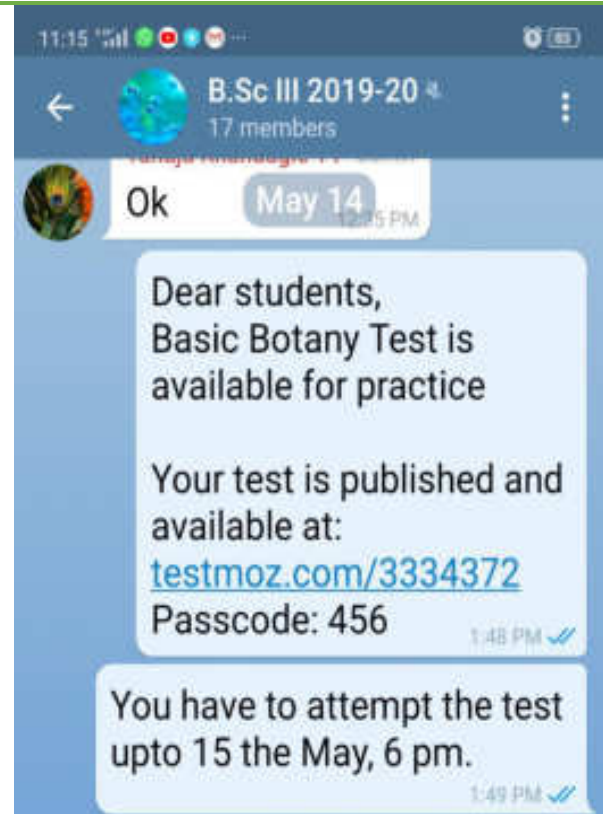 11:15
B.Sc III 2019-20
17 members
Ok
May 14
12:25 PM
Dear students,
Basic Botany Test is
available for practice
Your test is published and
available at:
testmoz.com/3334372
Passcode: 456
1:48 PM
You have to attempt the test
upto 15 the May, 6 pm.
1:49 PM